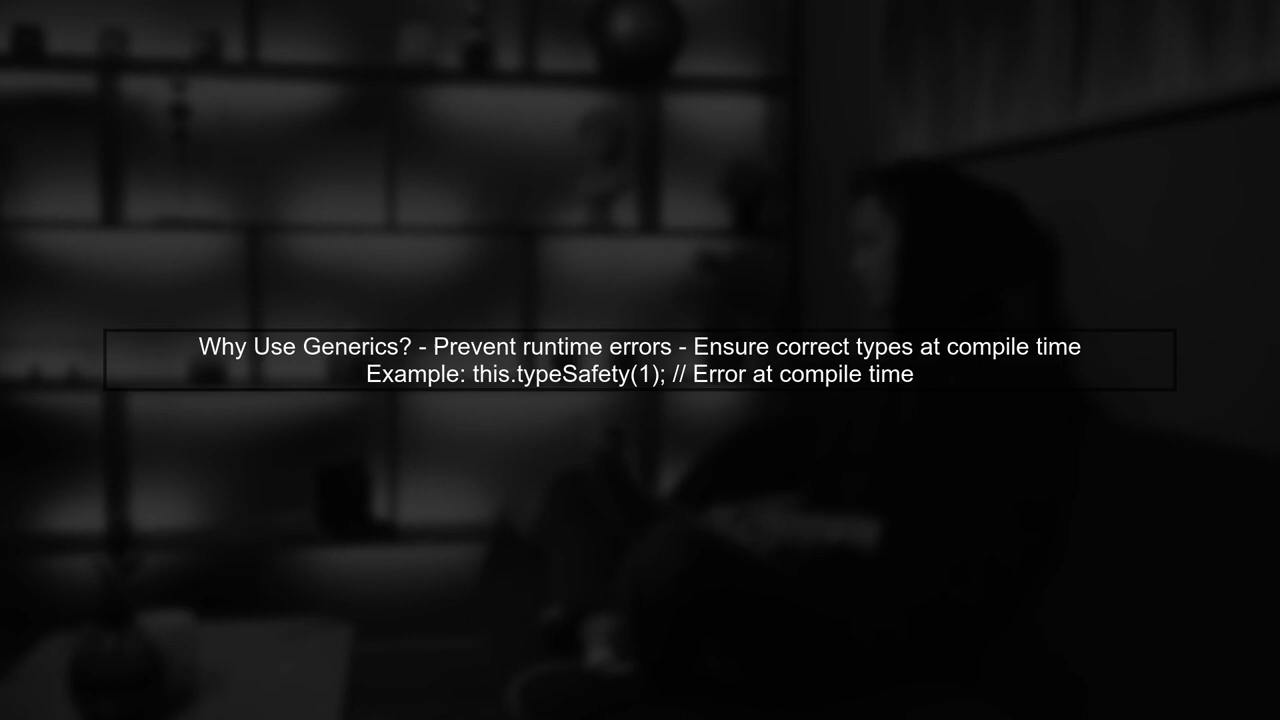 Why Use Generics? - Prevent runtime errors - Ensure correct types at compile time
Example: this.typeSafety(1); // Error at compile time